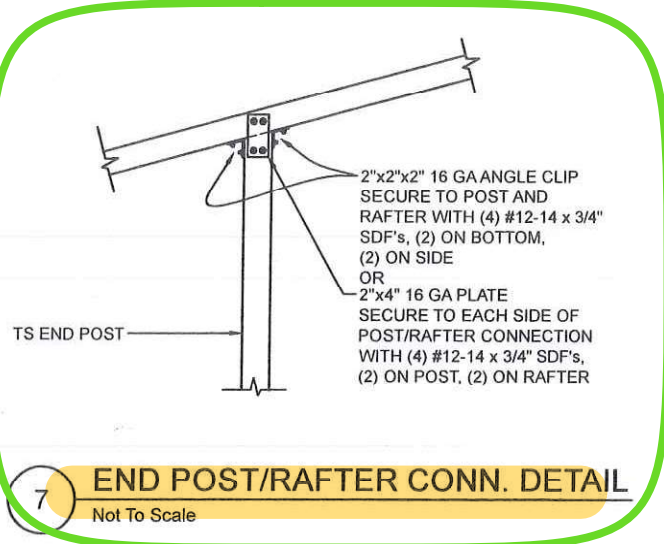 2"x2"x2" 16 GA ANGLE CLIP
SECURE TO POST AND
RAFTER WITH (4) #12-14 x 3/4"
SDF's, (2) ON BOTTOM,
(2) ON SIDE
OR
2"x4" 16 GA PLATE
SECURE TO EACH SIDE OF
POST/RAFTER CONNECTION
WITH (4) #12-14 x 3/4" SDF's,
(2) ON POST, (2) ON RAFTER
TS END POST
7
END POST/RAFTER CONN. DETAIL
Not To Scale